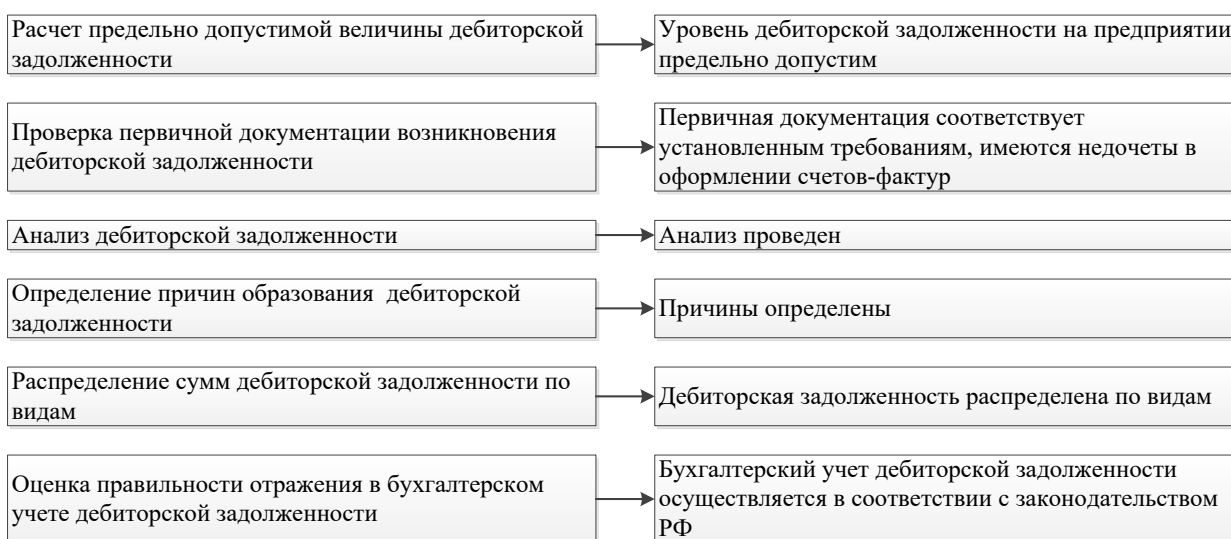 Расчет предельно допустимой величины дебиторской
задолженности
Уровень дебиторской задолженности на предприятии
предельно допустим
Проверка первичной документации возникновения
дебиторской задолженности
Первичная документация соответствует
установленным требованиям, имеются недочеты в
оформлении счетов-фактур
Анализ дебиторской задолженности
Анализ проведен
Определение причин образования  дебиторской
задолженности
Причины определены
Распределение сумм дебиторской задолженности по
видам
Дебиторская задолженность распределена по видам
Оценка правильности отражения в бухгалтерском
учете дебиторской задолженности
Бухгалтерский учет дебиторской задолженности
осуществляется в соответствии с законодательством
РФ